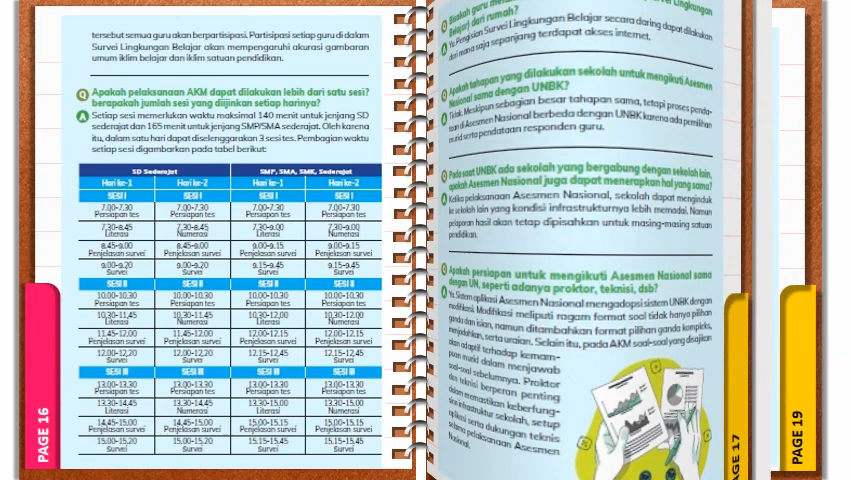 tersebut semua guru akan berpartisipasi. Partisipasi setiap guru di dalam
Survei Lingkungan Belajar akan mempengaruhi akurasi gambaran
umum iklim belajar dan iklim satuan pendidikan.
Q Apakah pelaksanaan AKM dapat dilakukan lebih dari satu sesi?
berapakah jumlah sesi yang diijinkan setiap harinya?
A Setiap sesi memerlukan waktu maksimal 140 menit untuk jenjang SD
sederajat dan 165 menit untuk jenjang SMP/SMA sederajat. Oleh karena
itu, dalam satu hari dapat diselenggarakan 3 sesi tes. Pembagian waktu
setiap sesi digambarkan pada tabel berikut:
SD Sederajat SMP, SMA, SMK, Sederajat
Hari ke-1 Hari ke-2 Hari ke-1 Hari ke-2
SESI I SESI I SESI I SESI I
7.00-7.30 7.00-7.30 7.00-7.30 7.00-7.30
Persiapan tes Persiapan tes Persiapan tes Persiapan tes
7.30-8.45 7.30-8.45 7.30-9.00 7.30-9.00
Literasi Numerasi Literasi Numerasi
8.45-9.00 8.45-9.00 9.00-9.15 9.00-9.15
Penjelasan survei Penjelasan survei Penjelasan survei Penjelasan survei
9.00-9.20 9.00-9.20 9.15-9.45 9.15-9.45
Survei Survei Survei Survei
SESI II SESI II SESI II SESI II
10.00-10.30 10.00-10.30 10.00-10.30 10.00-10.30
Persiapan tes Persiapan tes Persiapan tes Persiapan tes
10.30-11.45 10.30-11.45 10.30-12.00 10.30-12.00
Literasi Numerasi Literasi Numerasi
11.45-12.00 11.45-12.00 12.00-12.15 12.00-12.15
Penjelasan survei Penjelasan survei Penjelasan survei Penjelasan survei
12.00-12.20 12.00-12.20 12.15-12.45 12.15-12.45
Survei Survei Survei Survei
SESI III SESI III SESI III SESI III
13.00-13.30 13.00-13.30 13.00-13.30 13.00-13.30
Persiapan tes Persiapan tes Persiapan tes Persiapan tes
13.30-14.45 13.30-14.45 13.30-15.00 13.30-15.00
Literasi Numerasi Literasi Numerasi
14.45-15.00 14.45-15.00 15.00-15.15 15.00-15.15
Penjelasan survei Penjelasan survei Penjelasan survei Penjelasan survei
15.00-15.20 15.00-15.20 15.15-15.45 15.15-15.45
Survei Survei Survei Survei
PAGE 16
Q Bisakah guru Lingkungan
Belajar) dari rumah?
A Ya. Pengisian Survei Lingkungan Belajar secara daring dapat dilakukan
dari mana saja sepanjang terdapat akses internet.
Q Apakah tahapan yang dilakukan sekolah untuk mengikuti Asesmen
Nasional sama dengan UNBK?
A Tidak. Meskipun sebagian besar tahapan sama, tetapi proses penda-
taan di Asesmen Nasional berbeda dengan UNBK karena ada pemilihan
murid serta pendataan responden guru.
Q Pada saat UNBK ada sekolah yang bergabung dengan sekolah lain,
apakah Asesmen Nasional juga dapat menerapkan hal yang sama?
A Ketika pelaksanaan Asesmen Nasional, sekolah dapat menginduk
ke sekolah lain yang kondisi infrastrukturnya lebih memadai. Namun
pelaporan hasil akan tetap dipisahkan untuk masing-masing satuan
pendidikan.
Q Apakah persiapan untuk mengikuti Asesmen Nasional sama
dengan UN, seperti adanya proktor, teknisi, dsb?
A Ya. Sistem aplikasi Asesmen Nasional mengadopsi sistem UNBK dengan
modifikasi. Modifikasi meliputi ragam format soal tidak hanya pilihan
ganda dan isian, namun ditambahkan format pilihan ganda kompleks,
menjodohkan, serta uraian. Selain itu, pada AKM soal-soal yang disajikan
akan adaptif terhadap kemam-
puan murid dalam menjawab
soal-soal sebelumnya. Proktor
dan teknisi berperan penting
dalam memastikan keberfung-
sian infrastruktur sekolah, setup
aplikasi serta dukungan teknis
selama pelaksanaan Asesmen
Nasional.
AGE 17
PAGE 19